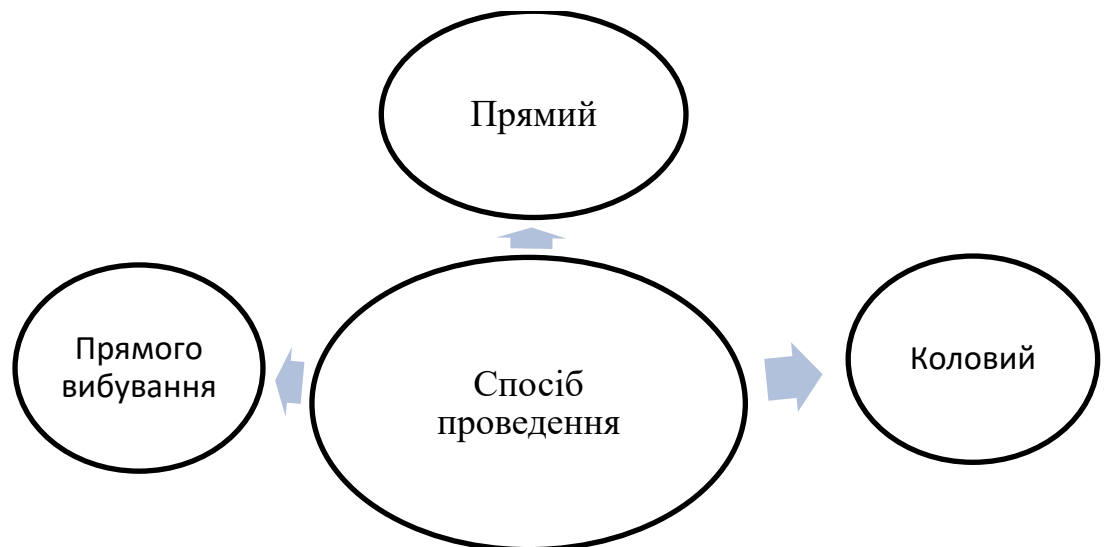 Прямий
Прямого
вибування
Спосіб
проведення
Коловий